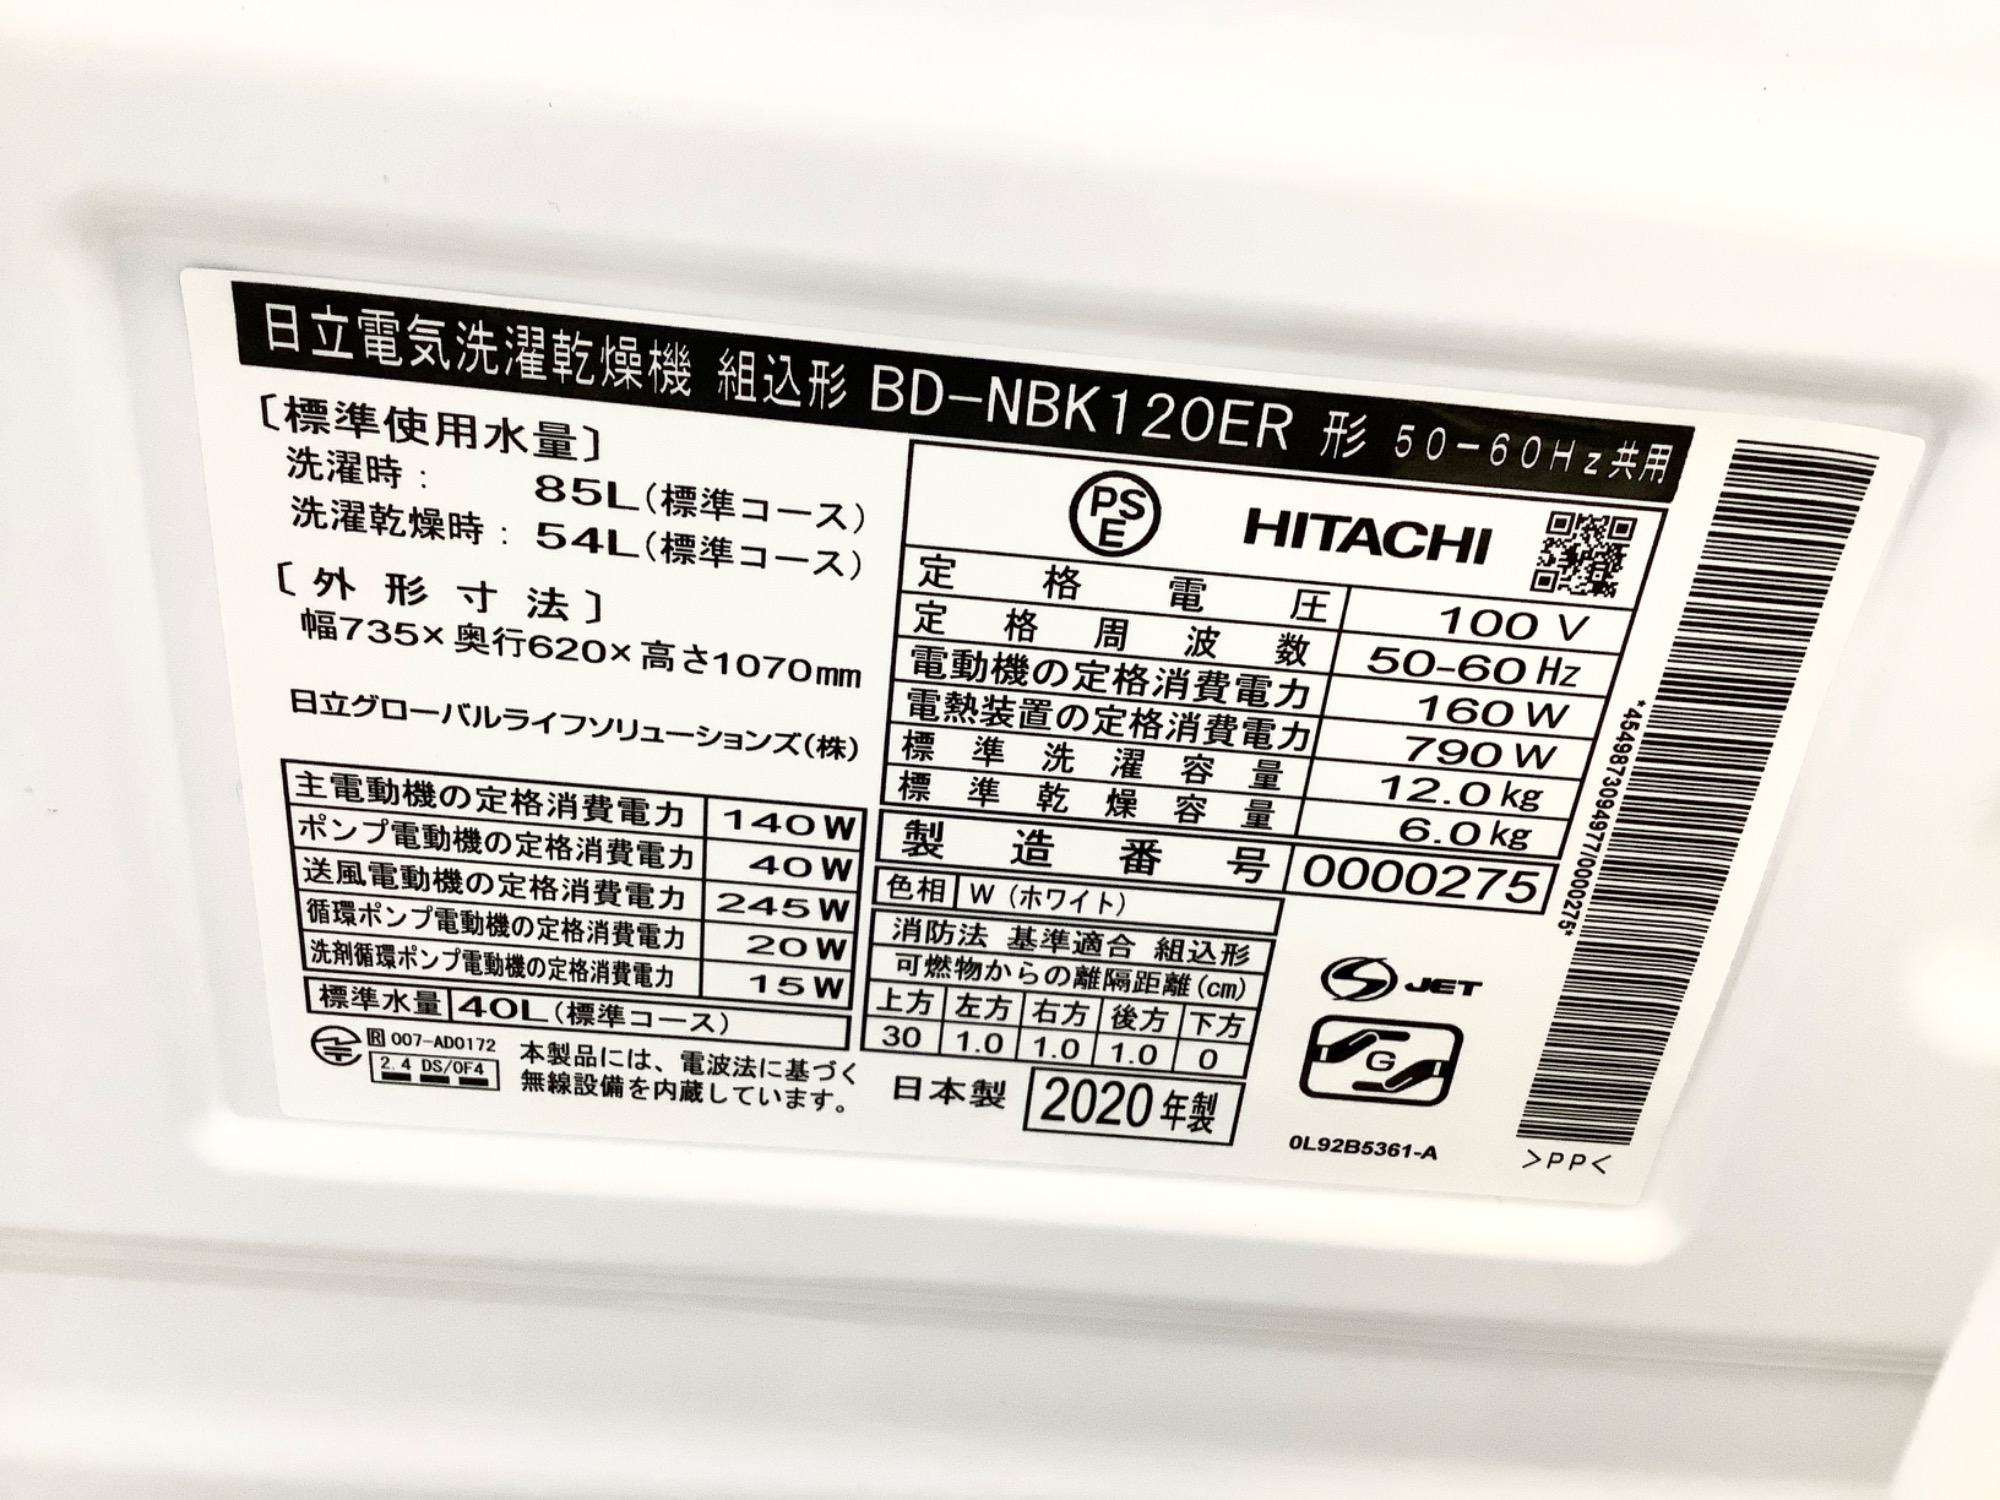 日立電気洗濯乾燥機 組込形 BD-NBK120ER 形 50-60Hz共用
〔標準使用水量〕
洗濯時: 85L(標準コース)
洗濯乾燥時: 54L(標準コース)
〔外形寸法〕
幅735×奥行620×高さ1070mm
日立グローバルライフソリューションズ(株)
主電動機の定格消費電力 140W
ポンプ電動機の定格消費電力 40W
送風電動機の定格消費電力 245W
循環ポンプ電動機の定格消費電力 20W
洗剤循環ポンプ電動機の定格消費電力 15W
標準水量 40L(標準コース)
R 007-AD0172
2.4 DS/OF4
本製品には、電波法に基づく
無線設備を内蔵しています。
PS
E
HITACHI
定格電圧 100V
定格周波数 50-60Hz
電動機の定格消費電力 160W
電熱装置の定格消費電力 790W
標準洗濯容量 12.0kg
標準乾燥容量 6.0kg
製造番号 0000275
色相 W(ホワイト)
消防法 基準適合 組込形
可燃物からの離隔距離(cm)
上方 左方 右方 後方 下方
30 1.0 1.0 1.0 0
日本製 2020年製
S JET
G
0L92B5361-A
*4549873094977/0000275*
>PP<